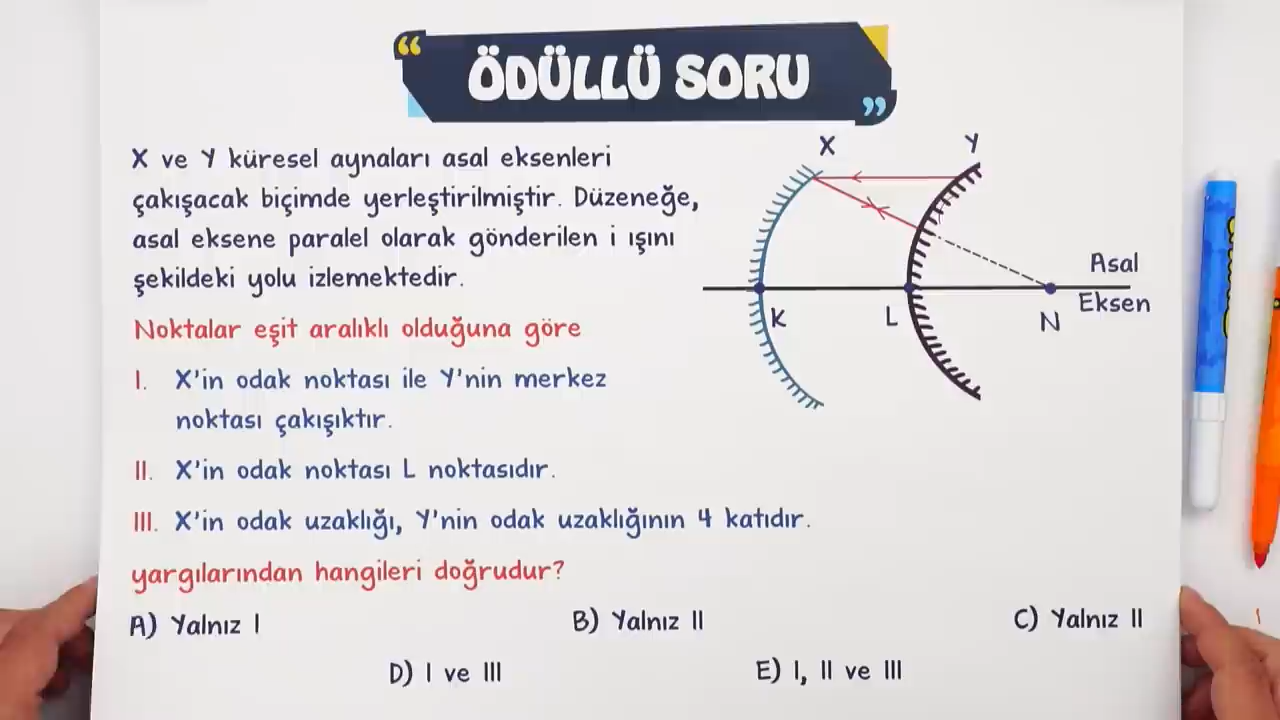 “ ÖDÜLLÜ SORU ”
X ve Y küresel aynaları asal eksenleri
çakışacak biçimde yerleştirilmiştir. Düzeneğe,
asal eksene paralel olarak gönderilen i ışını
şekildeki yolu izlemektedir.
Noktalar eşit aralıklı olduğuna göre
I. X'in odak noktası ile Y'nin merkez
noktası çakışıktır.
II. X'in odak noktası L noktasıdır.
III. X'in odak uzaklığı, Y'nin odak uzaklığının 4 katıdır.
yargılarından hangileri doğrudur?
A) Yalnız I
B) Yalnız II
C) Yalnız II
D) I ve III
E) I, II ve III
X
Y
Asal
Eksen
K
L
N